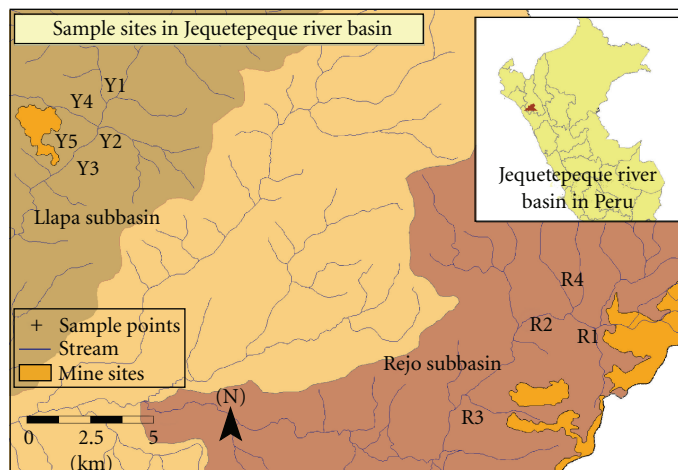 Sample sites in Jequetepeque river basin
Y1
Y4
Y5
Y2
Y3
Llapa subbasin
Jequetepeque river
basin in Peru
R4
R2
R1
Rejo subbasin
R3
+ Sample points
Stream
Mine sites
(N)
0 2.5 5
(km)